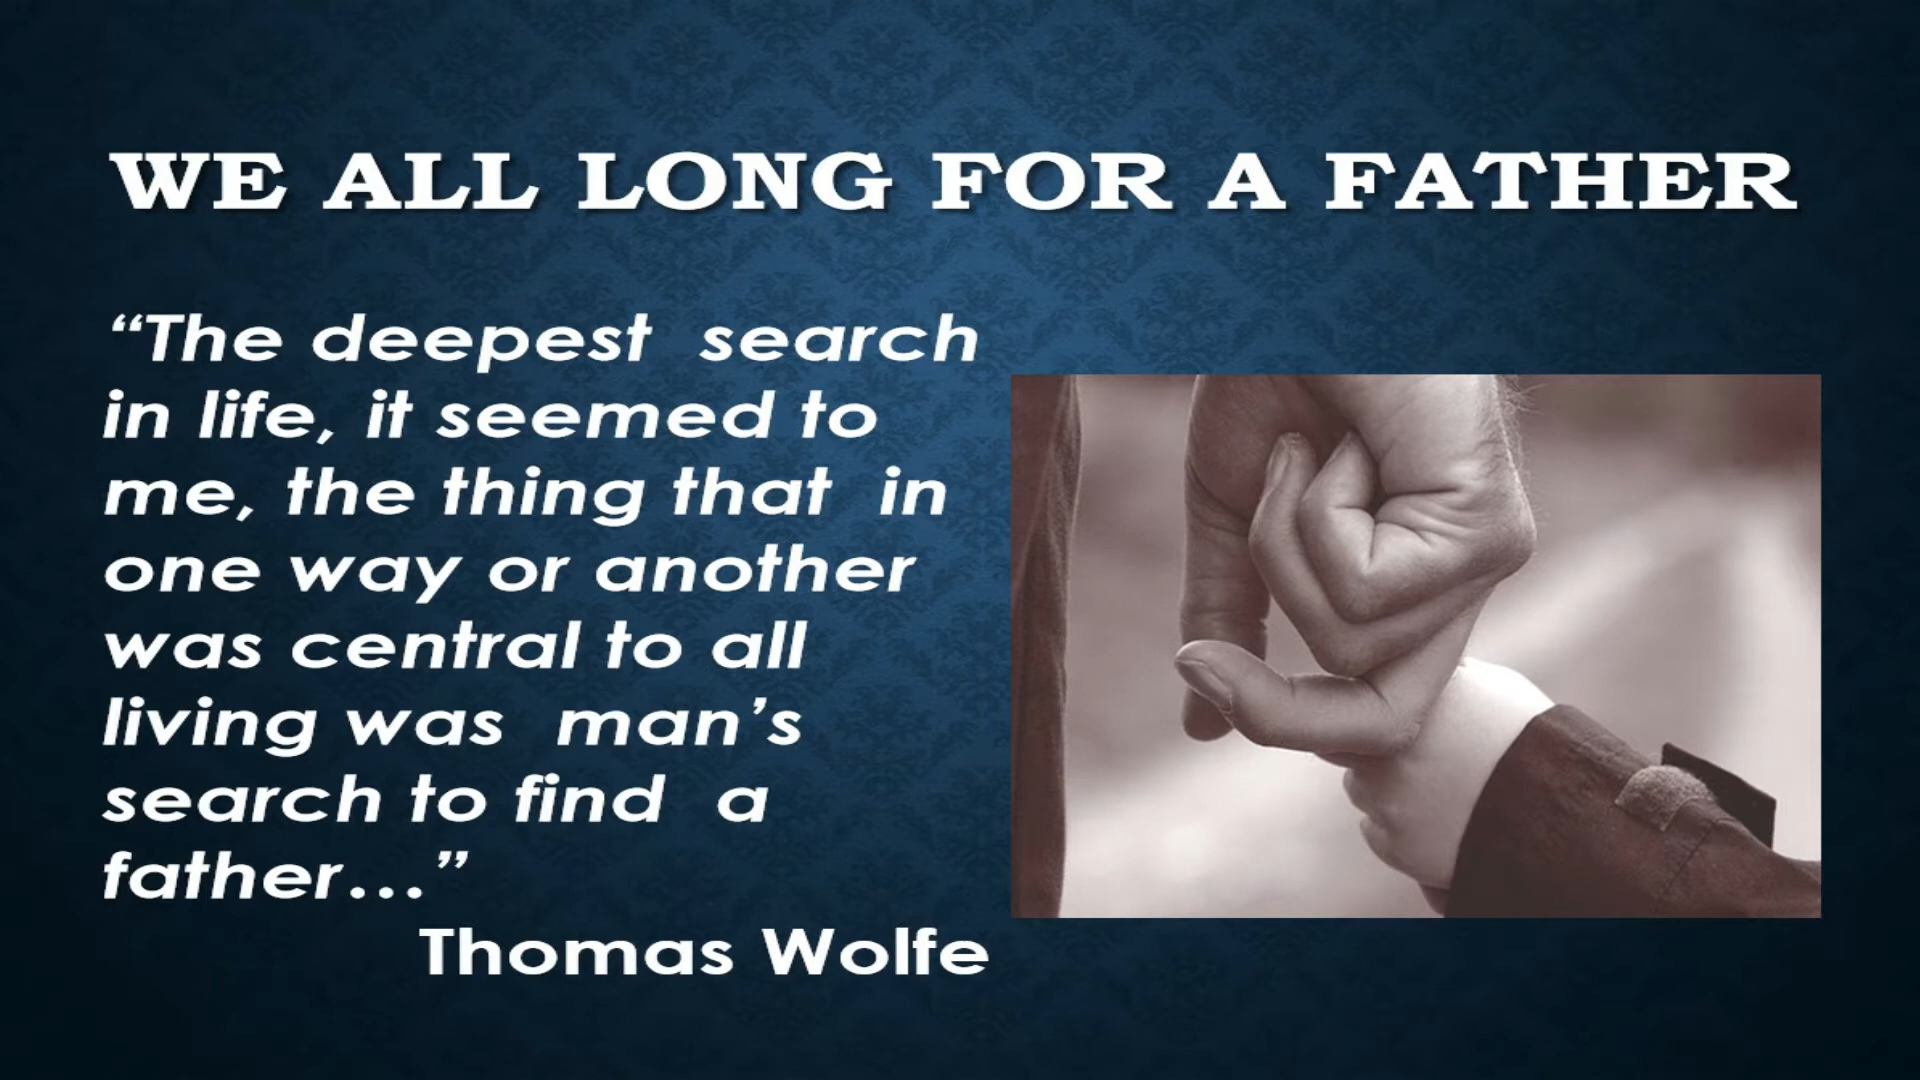 WE ALL LONG FOR A FATHER
“The deepest search
in life, it seemed to
me, the thing that in
one way or another
was central to all
living was man’s
search to find a
father…”
Thomas Wolfe